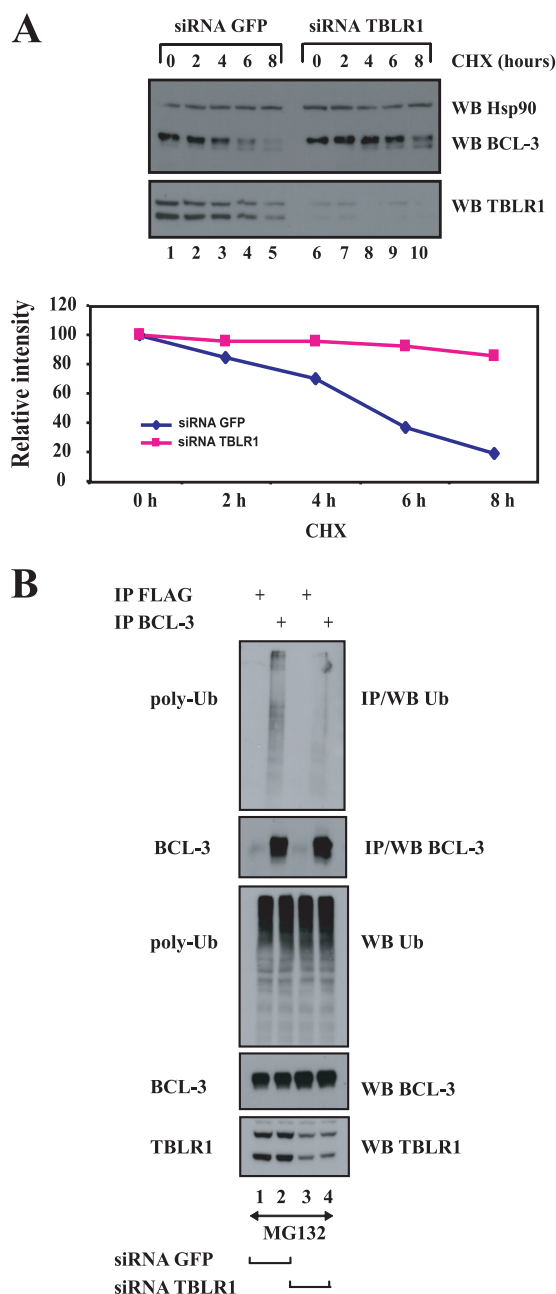 A
siRNA GFP siRNA TBLR1
0 2 4 6 8 0 2 4 6 8 CHX (hours)
WB Hsp90
WB BCL-3
WB TBLR1
1 2 3 4 5 6 7 8 9 10
120
100
80
60
40
20
0
Relative intensity
siRNA GFP
siRNA TBLR1
0 h 2 h 4 h 6 h 8 h
CHX
B
IP FLAG + +
IP BCL-3 + +
poly-Ub IP/WB Ub
BCL-3 IP/WB BCL-3
poly-Ub WB Ub
BCL-3 WB BCL-3
TBLR1 WB TBLR1
1 2 3 4
MG132
siRNA GFP
siRNA TBLR1